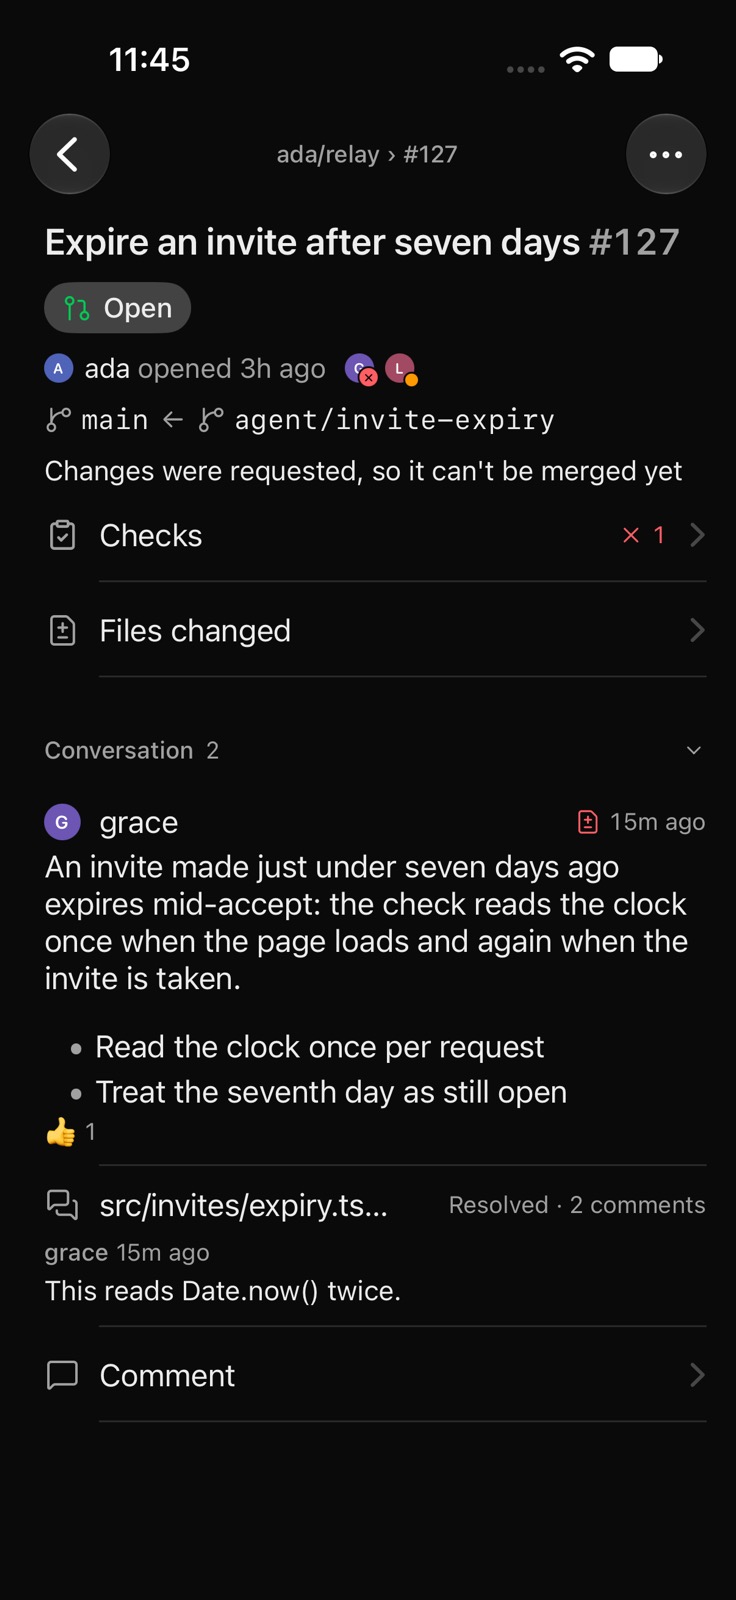 11:45
ada/relay › #127
Expire an invite after seven days #127
Open
A ada opened 3h ago G L
main ← agent/invite-expiry
Changes were requested, so it can't be merged yet
Checks 1
Files changed
Conversation 2
G grace 15m ago
An invite made just under seven days ago
expires mid-accept: the check reads the clock
once when the page loads and again when the
invite is taken.
• Read the clock once per request
• Treat the seventh day as still open
👍 1
src/invites/expiry.ts... Resolved · 2 comments
grace 15m ago
This reads Date.now() twice.
Comment